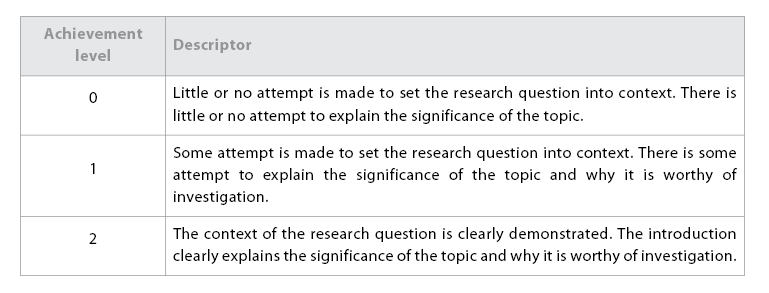 Achievement level
Descriptor
0
Little or no attempt is made to set the research question into context. There is
little or no attempt to explain the significance of the topic.
1
Some attempt is made to set the research question into context. There is some
attempt to explain the significance of the topic and why it is worthy of
investigation.
2
The context of the research question is clearly demonstrated. The introduction
clearly explains the significance of the topic and why it is worthy of investigation.